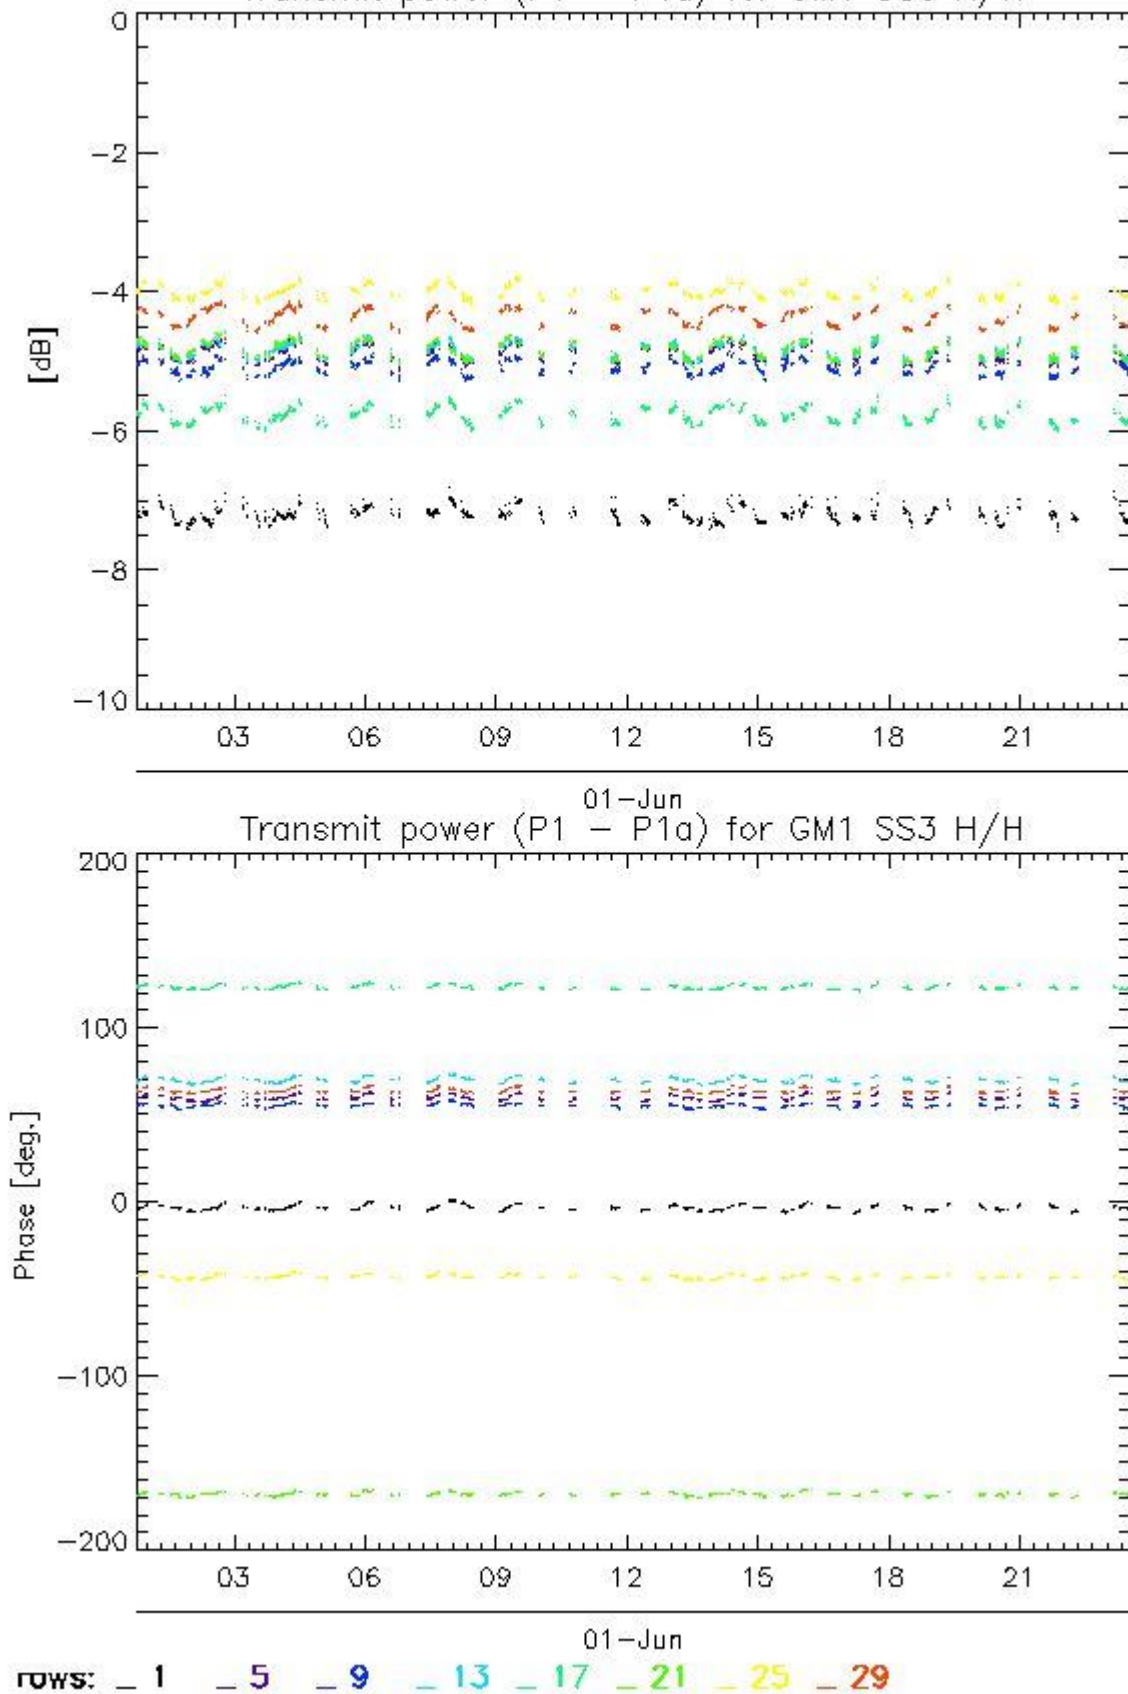 0
−2
−4
[dB]
−6
−8
−10
03 06 09 12 15 18 21
01−Jun
Transmit power (P1 − P1a) for GM1 SS3 H/H
200
100
0
Phase [deg.]
−100
−200
03 06 09 12 15 18 21
01−Jun
rows: _ 1 _ 5 _ 9 _ 13 _ 17 _ 21 _ 25 _ 29